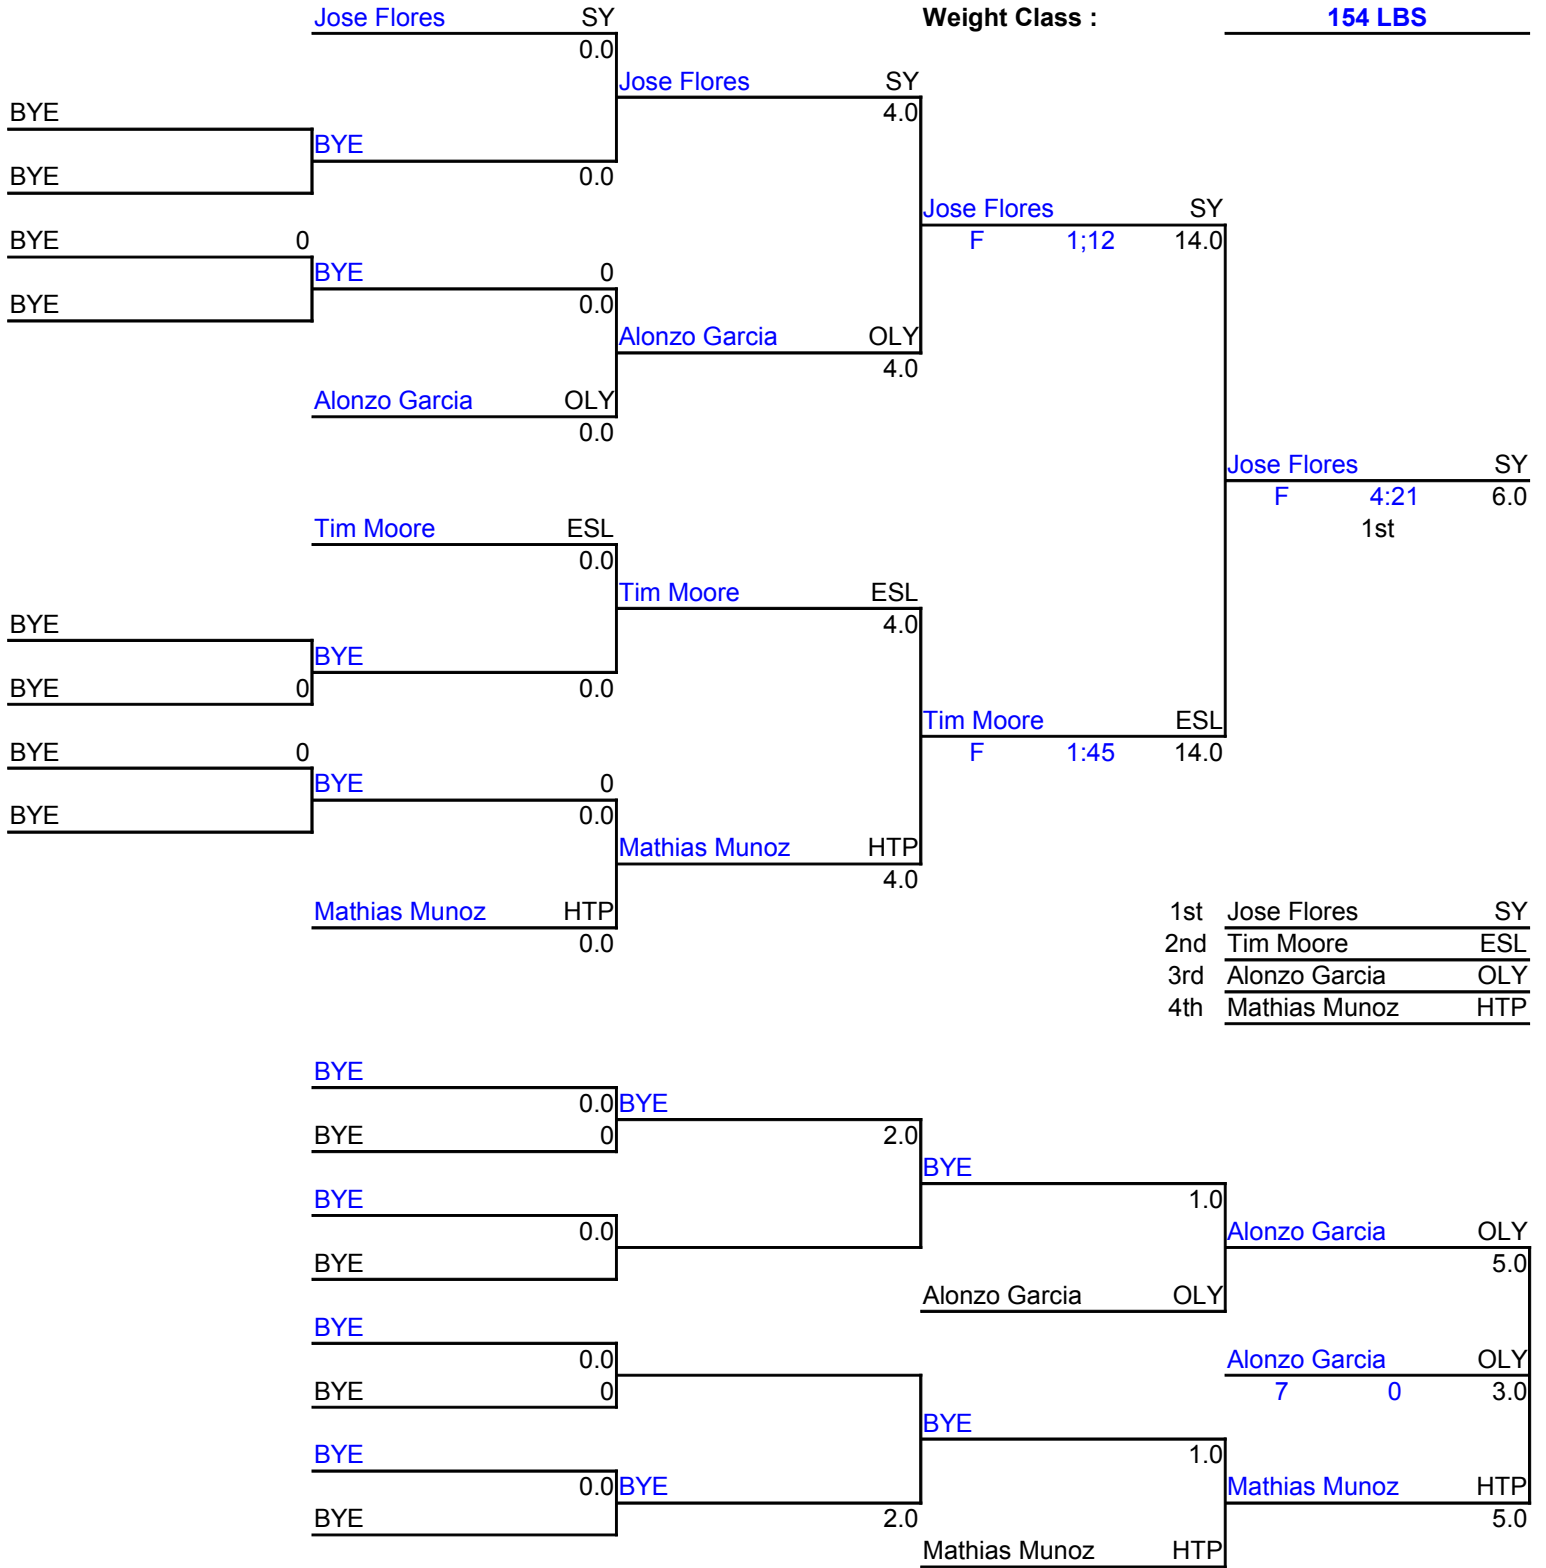 Jose Flores SY Weight Class : 154 LBS
0.0
Jose Flores SY
BYE 4.0
BYE
BYE 0.0
Jose Flores SY
BYE 0 F 1;12 14.0
BYE 0
BYE 0.0
Alonzo Garcia OLY
4.0
Alonzo Garcia OLY
0.0
Jose Flores SY
F 4:21 6.0
Tim Moore ESL 1st
0.0
Tim Moore ESL
BYE 4.0
BYE
BYE 0 0.0
Tim Moore ESL
BYE 0 F 1:45 14.0
BYE 0
BYE 0.0
Mathias Munoz HTP
4.0
Mathias Munoz HTP 1st Jose Flores SY
0.0 2nd Tim Moore ESL
3rd Alonzo Garcia OLY
4th Mathias Munoz HTP
BYE
0.0 BYE
BYE 0 2.0
BYE
BYE 1.0
0.0 Alonzo Garcia OLY
BYE 5.0
Alonzo Garcia OLY
BYE
0.0 Alonzo Garcia OLY
BYE 0 7 0 3.0
BYE
BYE 1.0
0.0 BYE Mathias Munoz HTP
BYE 2.0 5.0
Mathias Munoz HTP